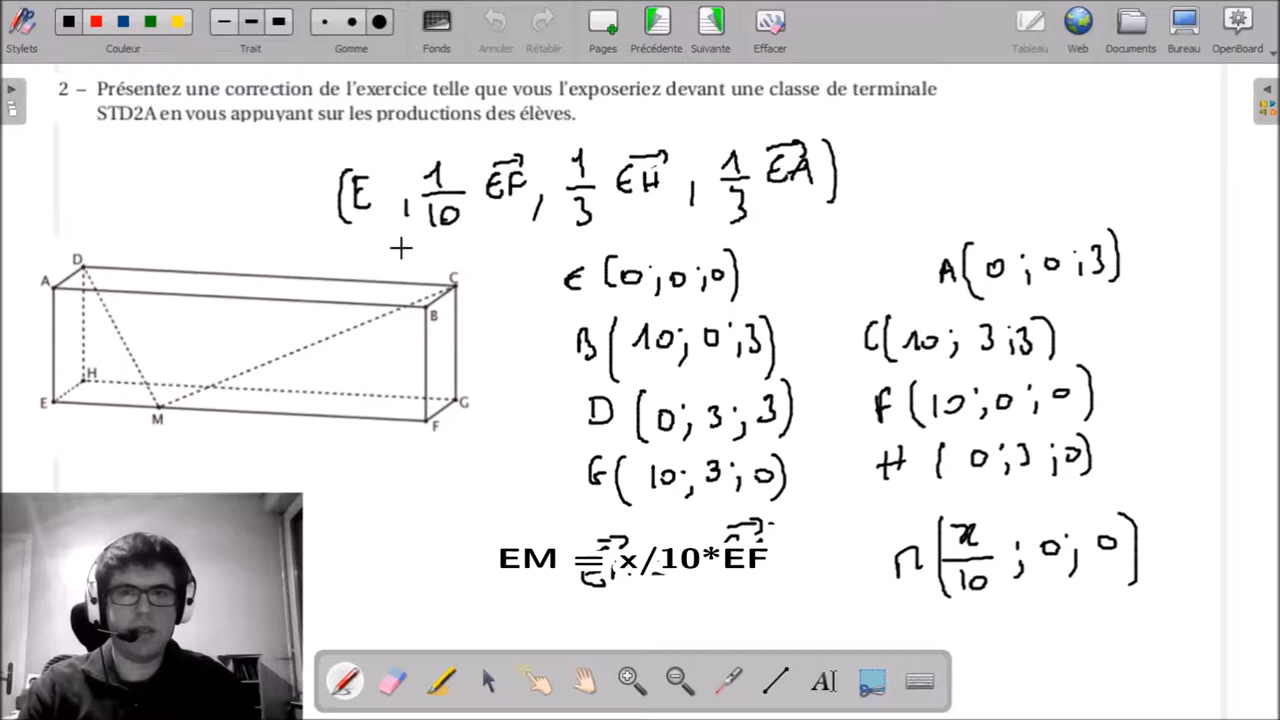 Stylets Couleur Trait Gomme Fonds Annuler Rétablir Pages Précédente Suivante Effacer Tableau Web Documents Bureau OpenBoard
2 – Présentez une correction de l'exercice telle que vous l'exposeriez devant une classe de terminale
STD2A en vous appuyant sur les productions des élèves.
(E, 1/10 EF, 1/3 EH, 1/3 EA)
D
A
C
B
H
E
M
G
F
E (0;0;0) A(0;0;3)
B(10;0;3) C(10;3;3)
D(0;3;3) F(10;0;0)
G(10;3;0) H(0;3;0)
EM = x/10*EF M(x/10;0;0)